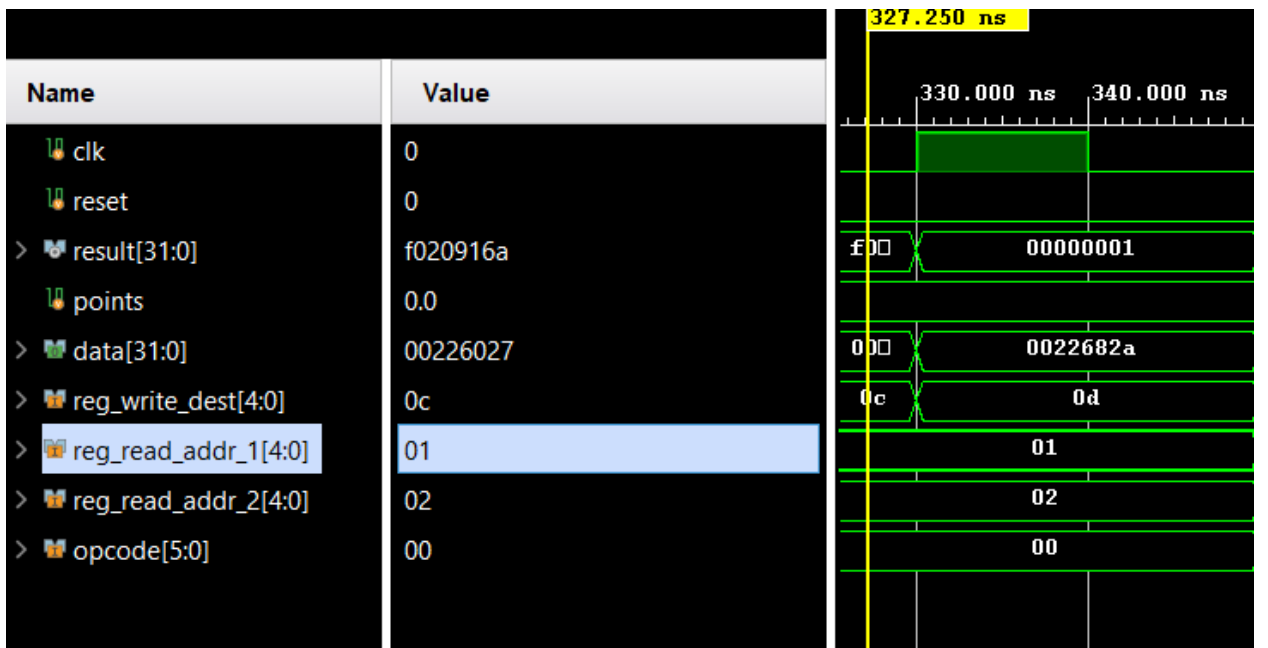 327.250 ns
Name Value 330.000 ns 340.000 ns
clk 0
reset 0
result[31:0] f020916a 00000001
points 0.0
data[31:0] 00226027 0022682a
reg_write_dest[4:0] 0c 0c 0d
reg_read_addr_1[4:0] 01 01
reg_read_addr_2[4:0] 02 02
opcode[5:0] 00 00